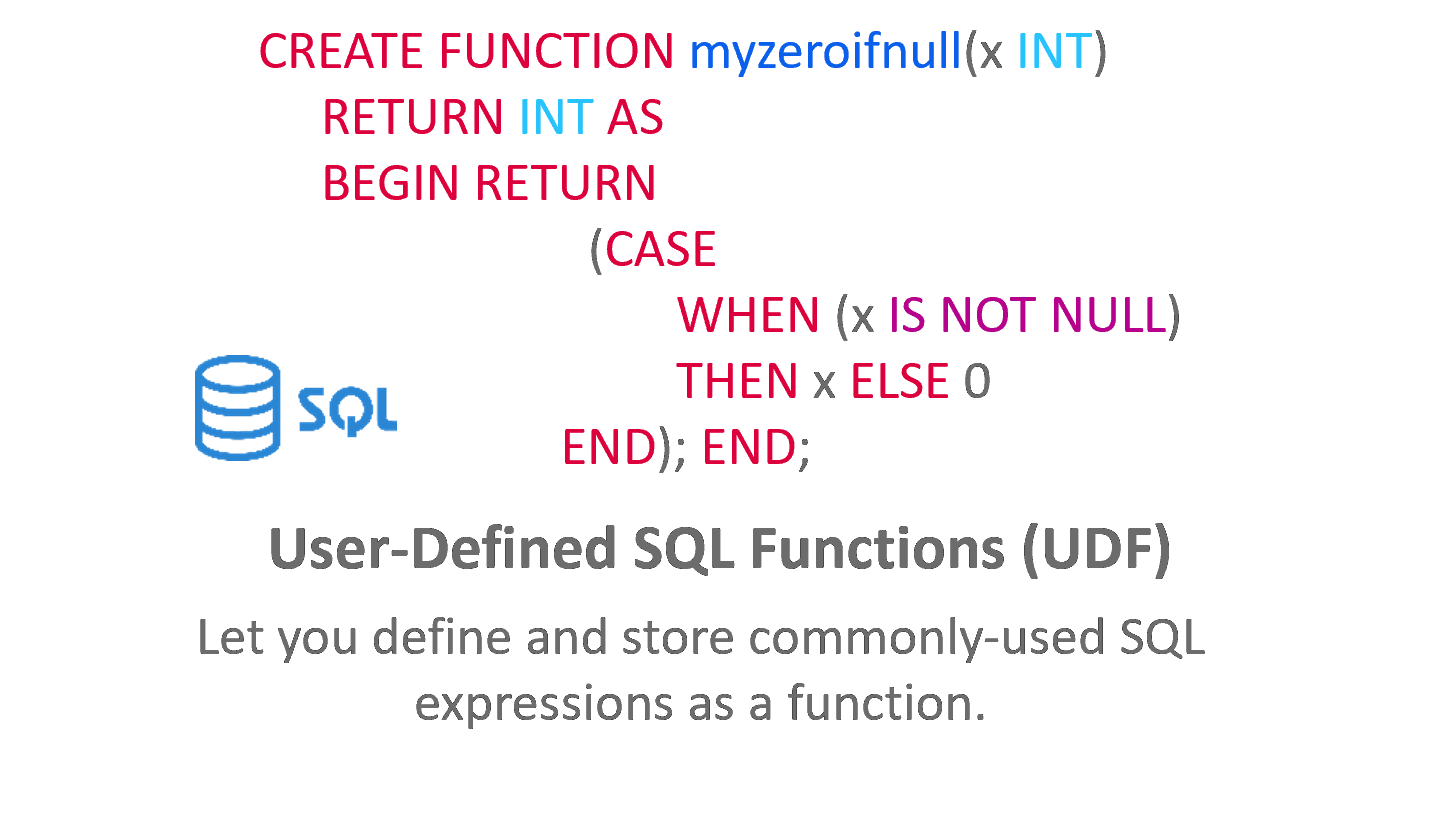 CREATE FUNCTION myzeroifnull(x INT)
RETURN INT AS
BEGIN RETURN
(CASE
WHEN (x IS NOT NULL)
THEN x ELSE 0
END); END;
SQL
User-Defined SQL Functions (UDF)
Let you define and store commonly-used SQL
expressions as a function.